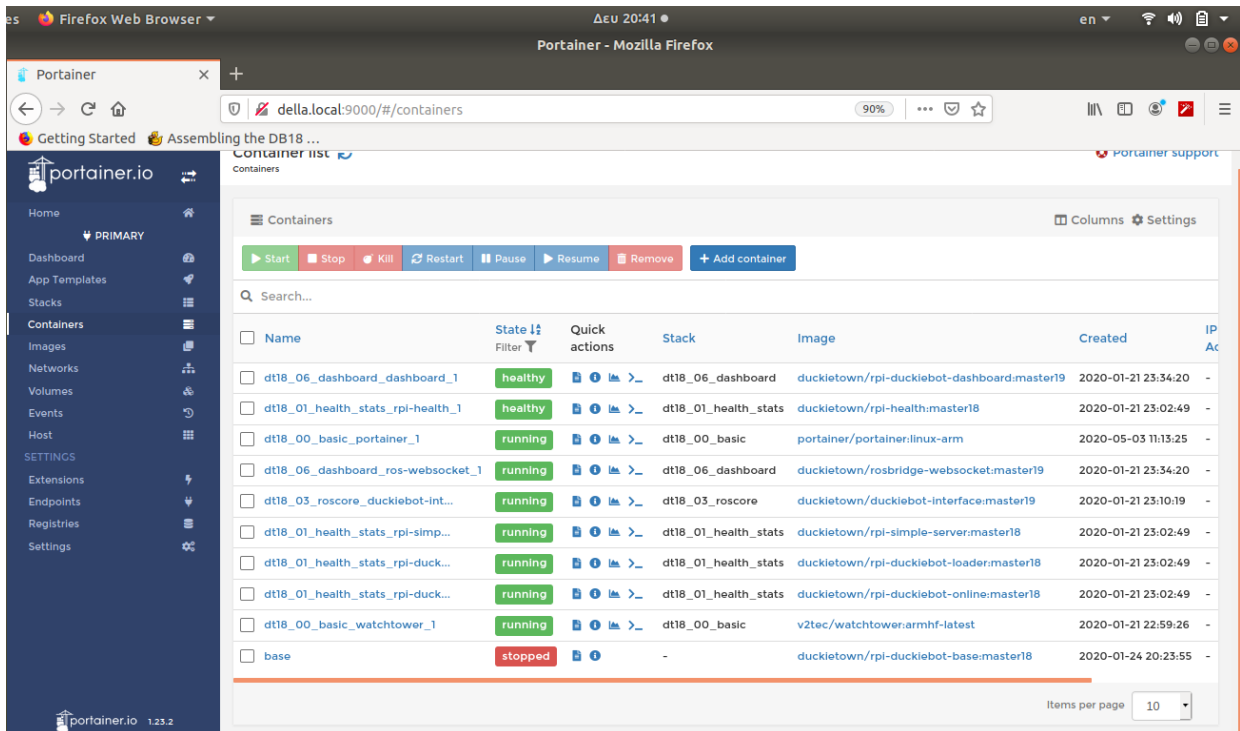 es Firefox Web Browser Δευ 20:41 en
Portainer - Mozilla Firefox
Portainer
della.local:9000/#/containers 90%
Getting Started Assembling the DB18 ...
portainer.io
Container list Portainer support
Containers
Home
PRIMARY
Dashboard
App Templates
Stacks
Containers
Images
Networks
Volumes
Events
Host
SETTINGS
Extensions
Endpoints
Registries
Settings
portainer.io 1.23.2
Containers Columns Settings
Start Stop Kill Restart Pause Resume Remove + Add container
Search...
Name State Filter Quick actions Stack Image Created IP
dt18_06_dashboard_dashboard_1 healthy dt18_06_dashboard duckietown/rpi-duckiebot-dashboard:master19 2020-01-21 23:34:20 -
dt18_01_health_stats_rpi-health_1 healthy dt18_01_health_stats duckietown/rpi-health:master18 2020-01-21 23:02:49 -
dt18_00_basic_portainer_1 running dt18_00_basic portainer/portainer:linux-arm 2020-05-03 11:13:25 -
dt18_06_dashboard_ros-websocket_1 running dt18_06_dashboard duckietown/rosbridge-websocket:master19 2020-01-21 23:34:20 -
dt18_03_roscore_duckiebot-int... running dt18_03_roscore duckietown/duckiebot-interface:master19 2020-01-21 23:10:19 -
dt18_01_health_stats_rpi-simp... running dt18_01_health_stats duckietown/rpi-simple-server:master18 2020-01-21 23:02:49 -
dt18_01_health_stats_rpi-duck... running dt18_01_health_stats duckietown/rpi-duckiebot-loader:master18 2020-01-21 23:02:49 -
dt18_01_health_stats_rpi-duck... running dt18_01_health_stats duckietown/rpi-duckiebot-online:master18 2020-01-21 23:02:49 -
dt18_00_basic_watchtower_1 running dt18_00_basic v2tec/watchtower:armhf-latest 2020-01-21 22:59:26 -
base stopped - duckietown/rpi-duckiebot-base:master18 2020-01-24 20:23:55 -
Items per page 10